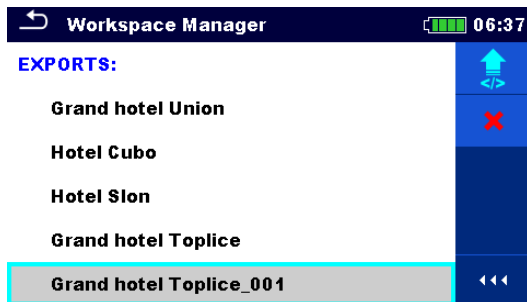 Workspace Manager
06:37
EXPORTS:
</>
Grand hotel Union
Hotel Cubo
Hotel Slon
Grand hotel Toplice
Grand hotel Toplice_001